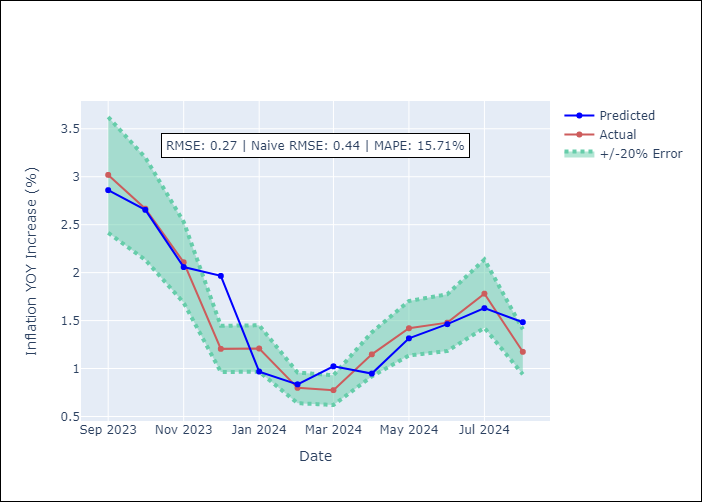 Predicted
Actual
+/-20% Error
RMSE: 0.27 | Naive RMSE: 0.44 | MAPE: 15.71%
3.5
3
2.5
2
1.5
1
0.5
Inflation YOY Increase (%)
Sep 2023 Nov 2023 Jan 2024 Mar 2024 May 2024 Jul 2024
Date